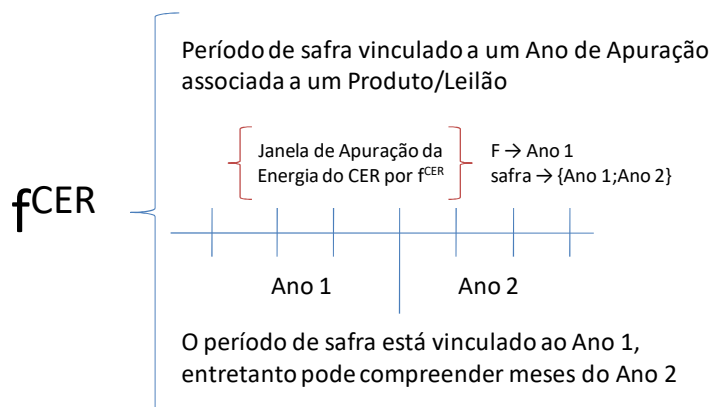 fCER
Período de safra vinculado a um Ano de Apuração
associada a um Produto/Leilão
Janela de Apuração da
Energia do CER por fCER
F → Ano 1
safra → {Ano 1;Ano 2}
Ano 1
Ano 2
O período de safra está vinculado ao Ano 1,
entretanto pode compreender meses do Ano 2